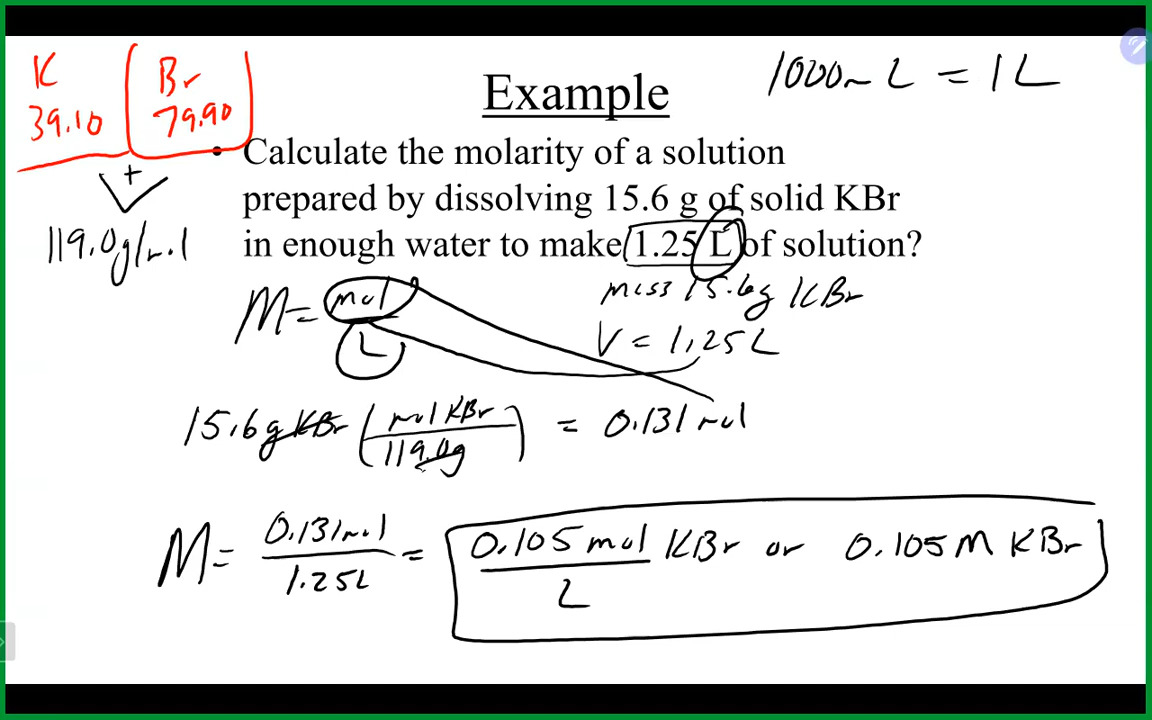 K Br
39.10 79.90
+
119.0g/mol
Example
1000mL = 1L
• Calculate the molarity of a solution
prepared by dissolving 15.6 g of solid KBr
in enough water to make 1.25 L of solution?
M = mol
L
mass 15.6g KBr
V = 1.25L
15.6g KBr (mol KBr
119.0g) = 0.131 mol
M = 0.131mol
1.25L = 0.105 mol
L KBr or 0.105M KBr